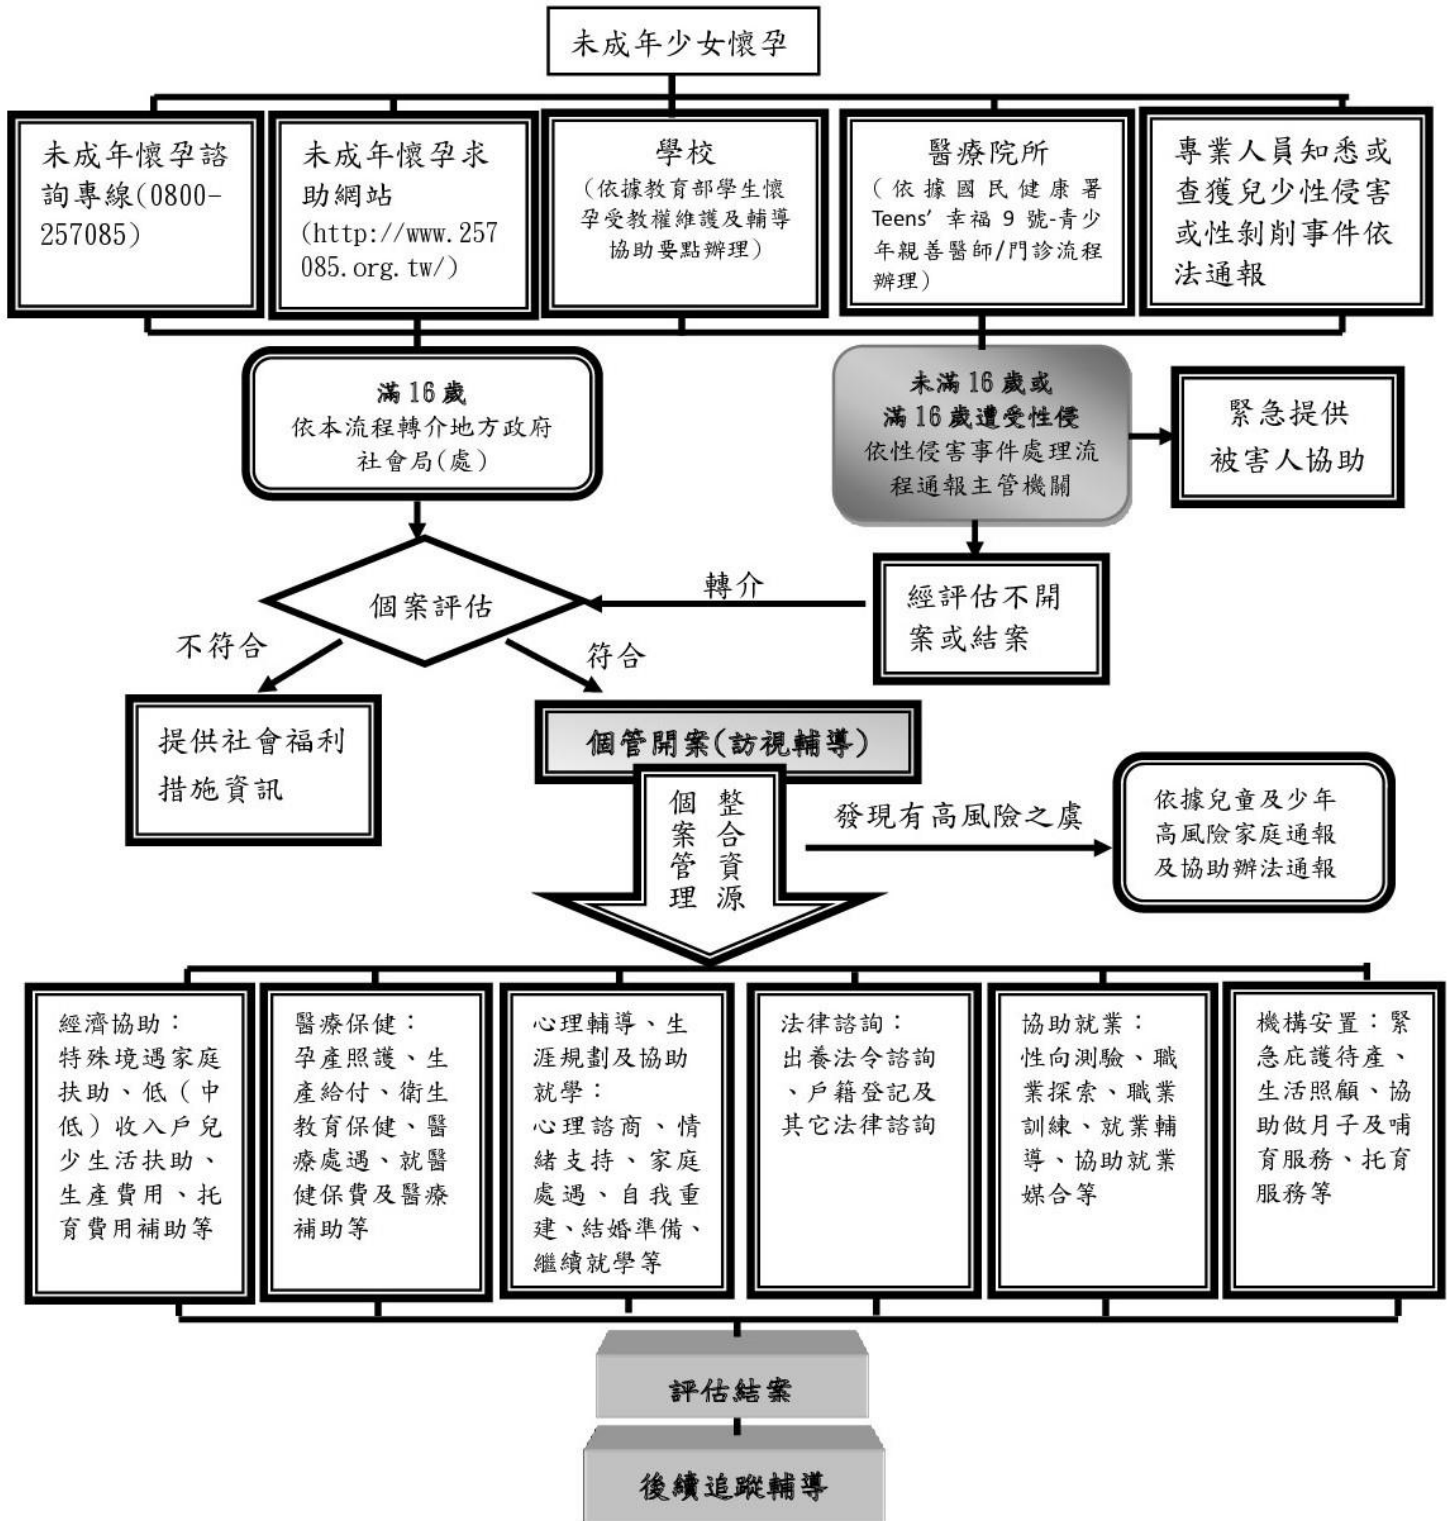 未成年少女懷孕
未成年懷孕諮
詢專線(0800-
257085)
未成年懷孕求
助網站
(http://www.257
085.org.tw/)
學校
(依據教育部學生懷
孕受教權維護及輔導
協助要點辦理)
醫療院所
(依據國民健康署
Teens’ 幸福 9 號-青少
年親善醫師/門診流程
辦理)
專業人員知悉或
查獲兒少性侵害
或性剝削事件依
法通報
滿16歲
依本流程轉介地方政府
社會局(處)
未滿16歲或
滿16歲遭受性侵
依性侵害事件處理流
程通報主管機關
緊急提供
被害人協助
個案評估
轉介
經評估不開
案或結案
不符合
符合
提供社會福利
措施資訊
個管開案(訪視輔導)
個案管理
整合資源
發現有高風險之虞
依據兒童及少年
高風險家庭通報
及協助辦法通報
經濟協助：
特殊境遇家庭
扶助、低(中
低)收入戶兒
少生活扶助、
生產費用、托
育費用補助等
醫療保健：
孕產照護、生
產給付、衛生
教育保健、醫
療處遇、就醫
健保費及醫療
補助等
心理輔導、生
涯規劃及協助
就學：
心理諮商、情
緒支持、家庭
處遇、自我重
建、結婚準備、
繼續就學等
法律諮詢：
出養法令諮詢
、戶籍登記及
其它法律諮詢
協助就業：
性向測驗、職
業探索、職業
訓練、就業輔
導、協助就業
媒合等
機構安置：緊
急庇護待產、
生活照顧、協
助做月子及哺
育服務、托育
服務等
評估結案
後續追蹤輔導